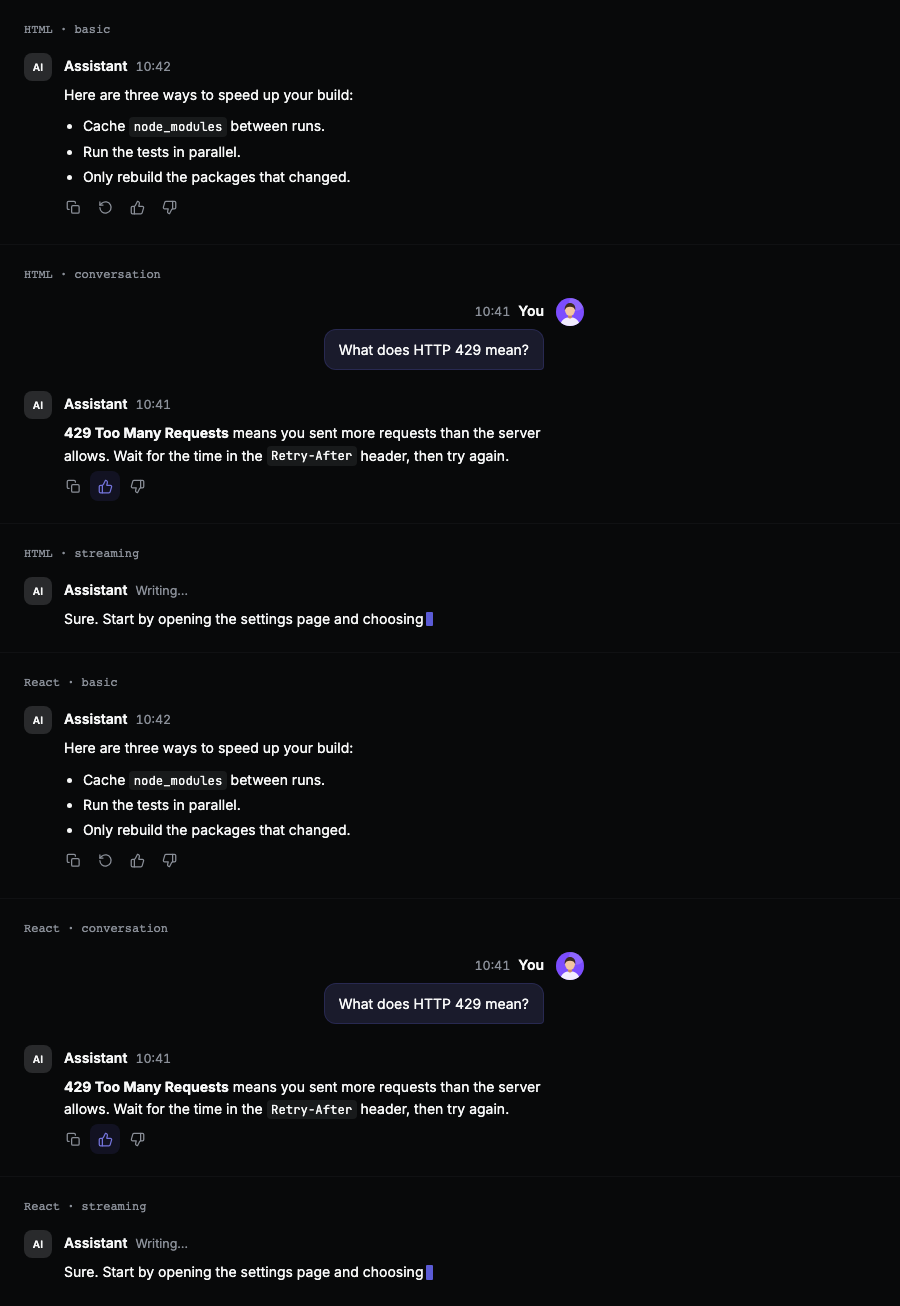 HTML · basic
AI Assistant 10:42
Here are three ways to speed up your build:
• Cache node_modules between runs.
• Run the tests in parallel.
• Only rebuild the packages that changed.
HTML · conversation
10:41 You
What does HTTP 429 mean?
AI Assistant 10:41
429 Too Many Requests means you sent more requests than the server
allows. Wait for the time in the Retry-After header, then try again.
HTML · streaming
AI Assistant Writing...
Sure. Start by opening the settings page and choosing
React · basic
AI Assistant 10:42
Here are three ways to speed up your build:
• Cache node_modules between runs.
• Run the tests in parallel.
• Only rebuild the packages that changed.
React · conversation
10:41 You
What does HTTP 429 mean?
AI Assistant 10:41
429 Too Many Requests means you sent more requests than the server
allows. Wait for the time in the Retry-After header, then try again.
React · streaming
AI Assistant Writing...
Sure. Start by opening the settings page and choosing